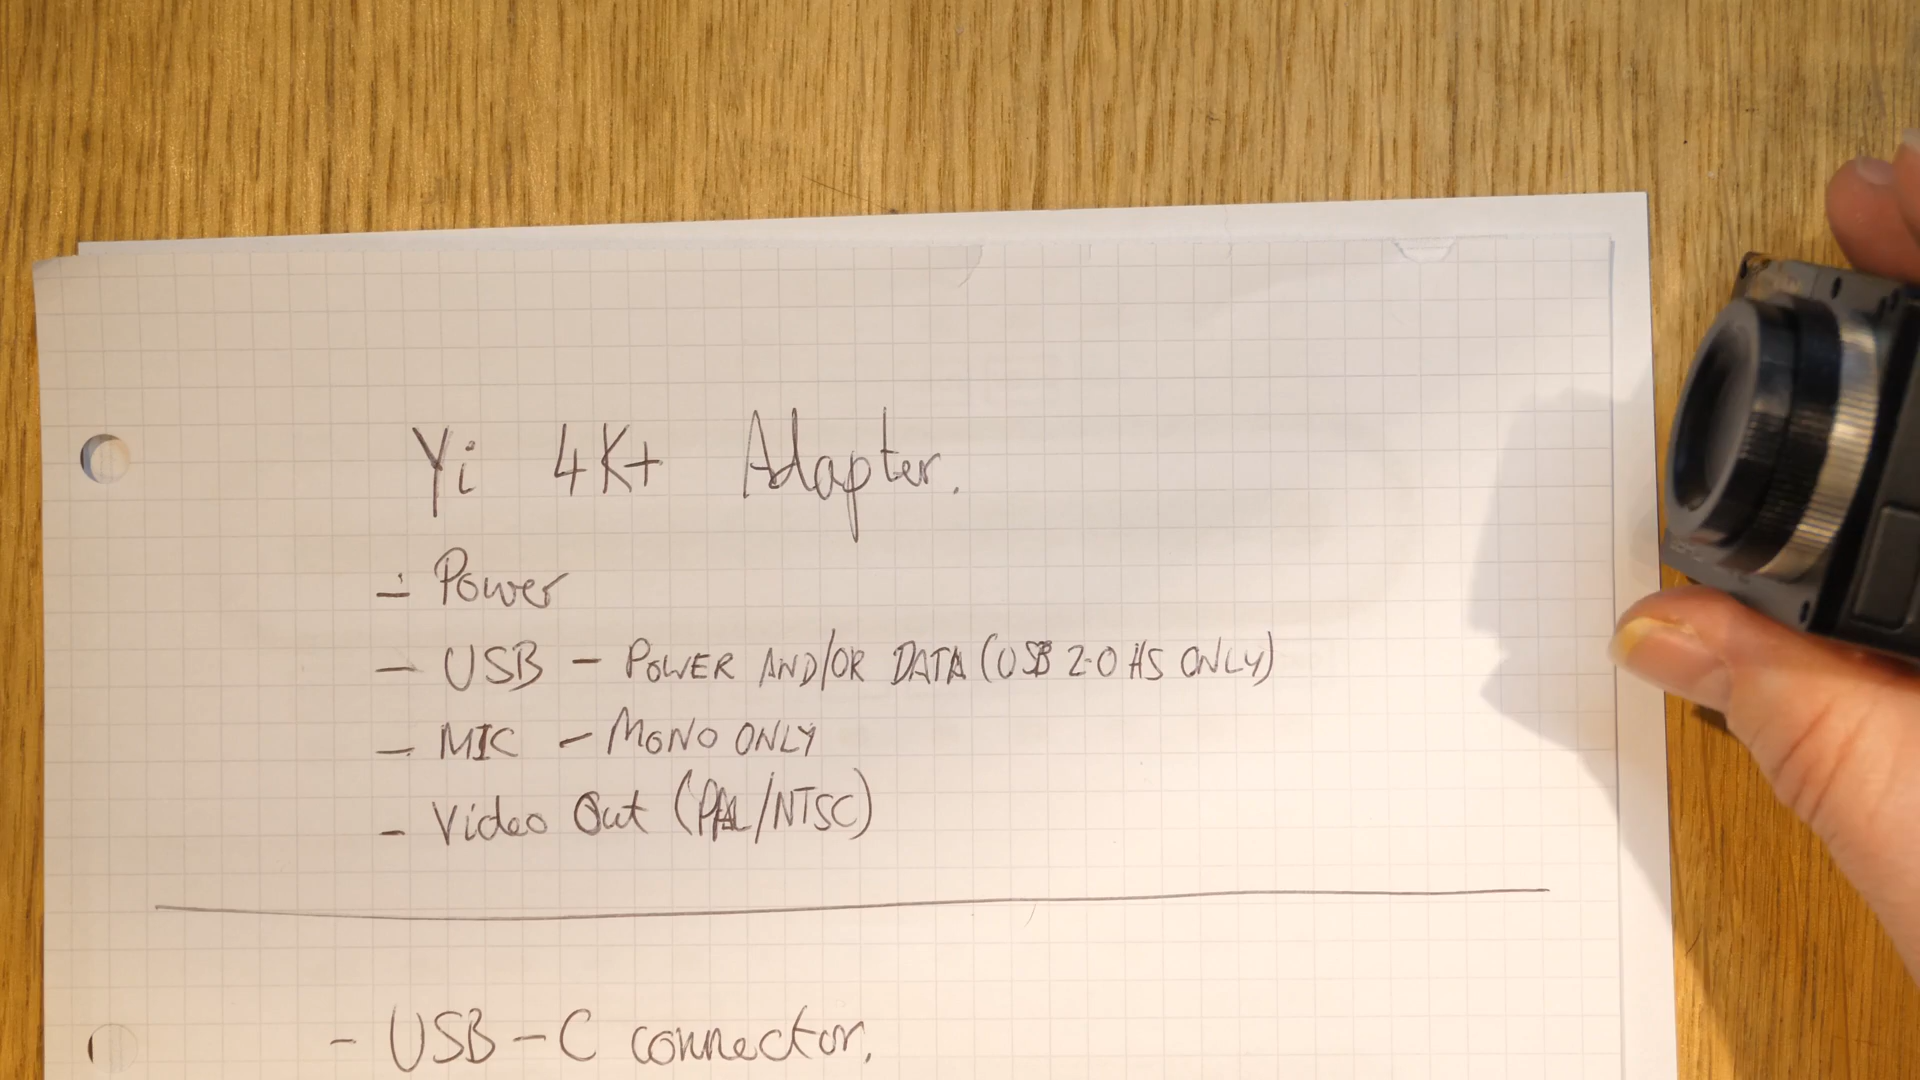 Yi 4K+ Adapter.
- Power
- USB - POWER AND/OR DATA (USB 2.0 HS ONLY)
- MIC - MONO ONLY
- Video Out (PAL/NTSC)
- USB-C connector.